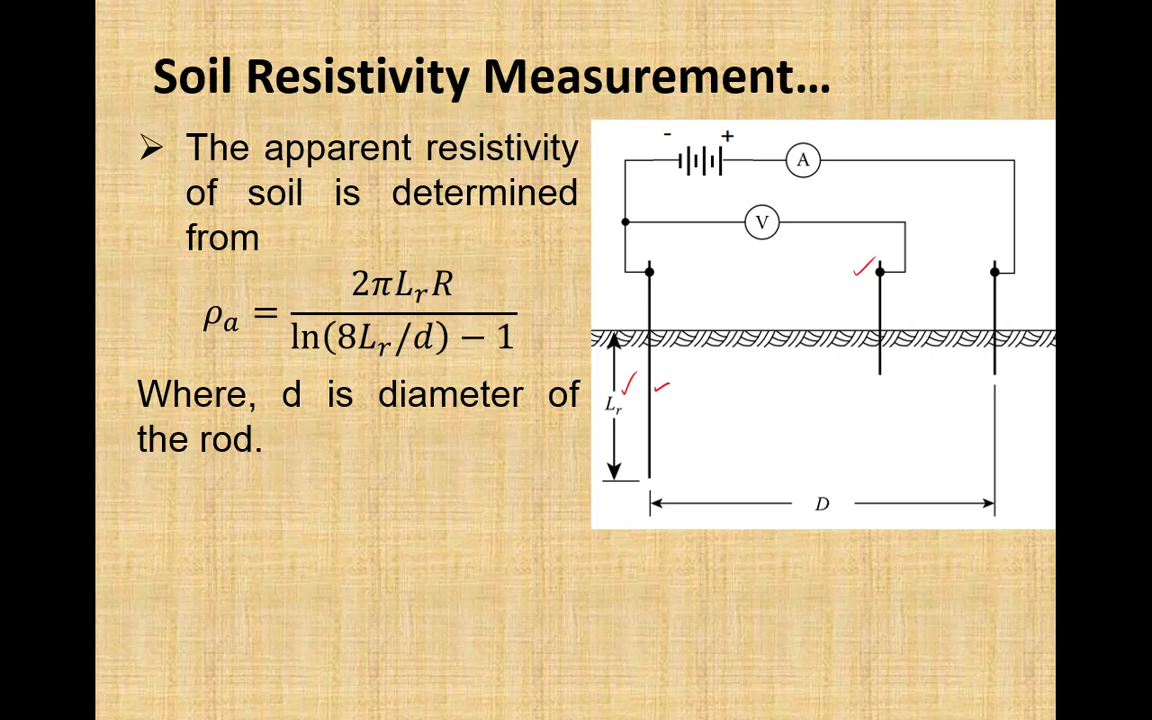 Soil Resistivity Measurement...
➢ The apparent resistivity
of soil is determined
from
ρₐ = 2πLᵣR / ln(8Lᵣ/d) − 1
Where, d is diameter of
the rod.
- +
A
V
Lᵣ
D